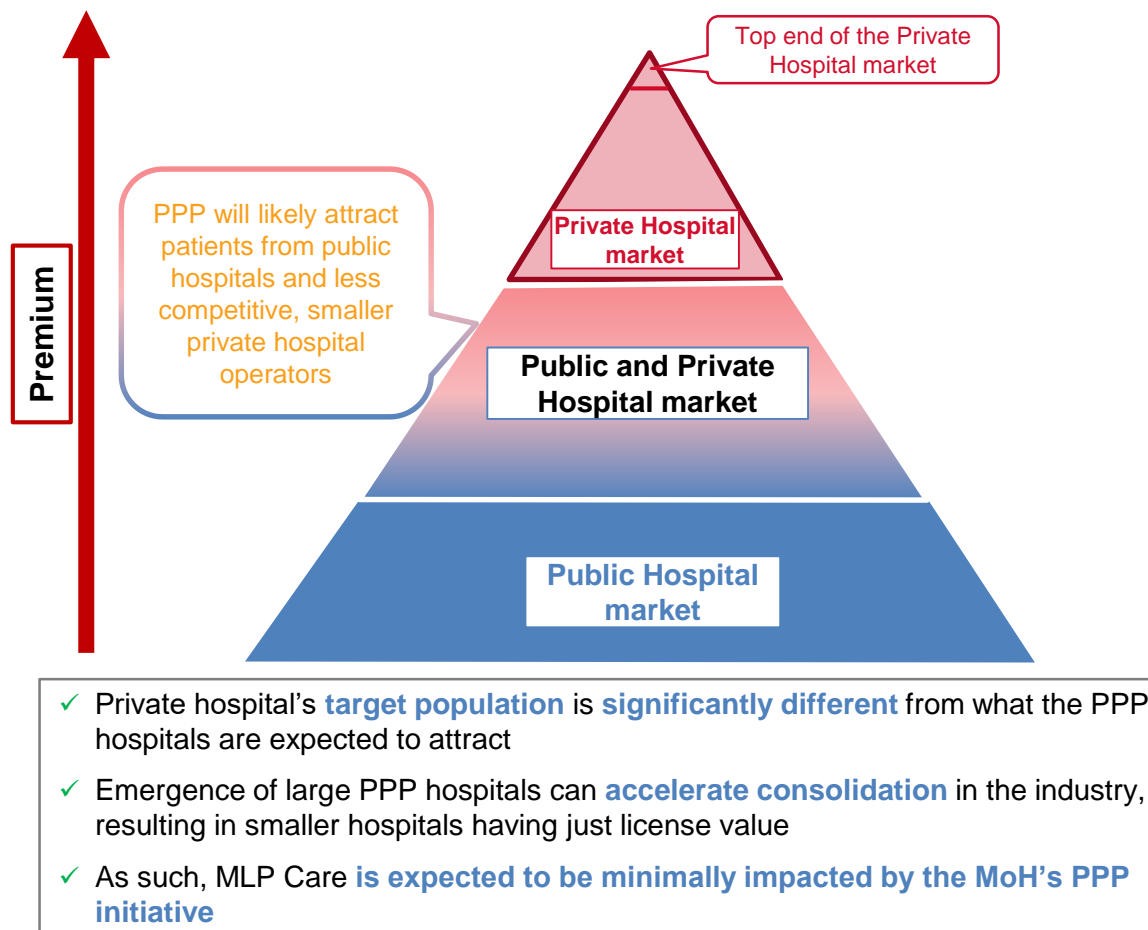 Top end of the Private
Hospital market
PPP will likely attract
patients from public
hospitals and less
competitive, smaller
private hospital
operators
Premium
Private Hospital
market
Public and Private
Hospital market
Public Hospital
market
✓ Private hospital's target population is significantly different from what the PPP
hospitals are expected to attract
✓ Emergence of large PPP hospitals can accelerate consolidation in the industry,
resulting in smaller hospitals having just license value
✓ As such, MLP Care is expected to be minimally impacted by the MoH's PPP
initiative